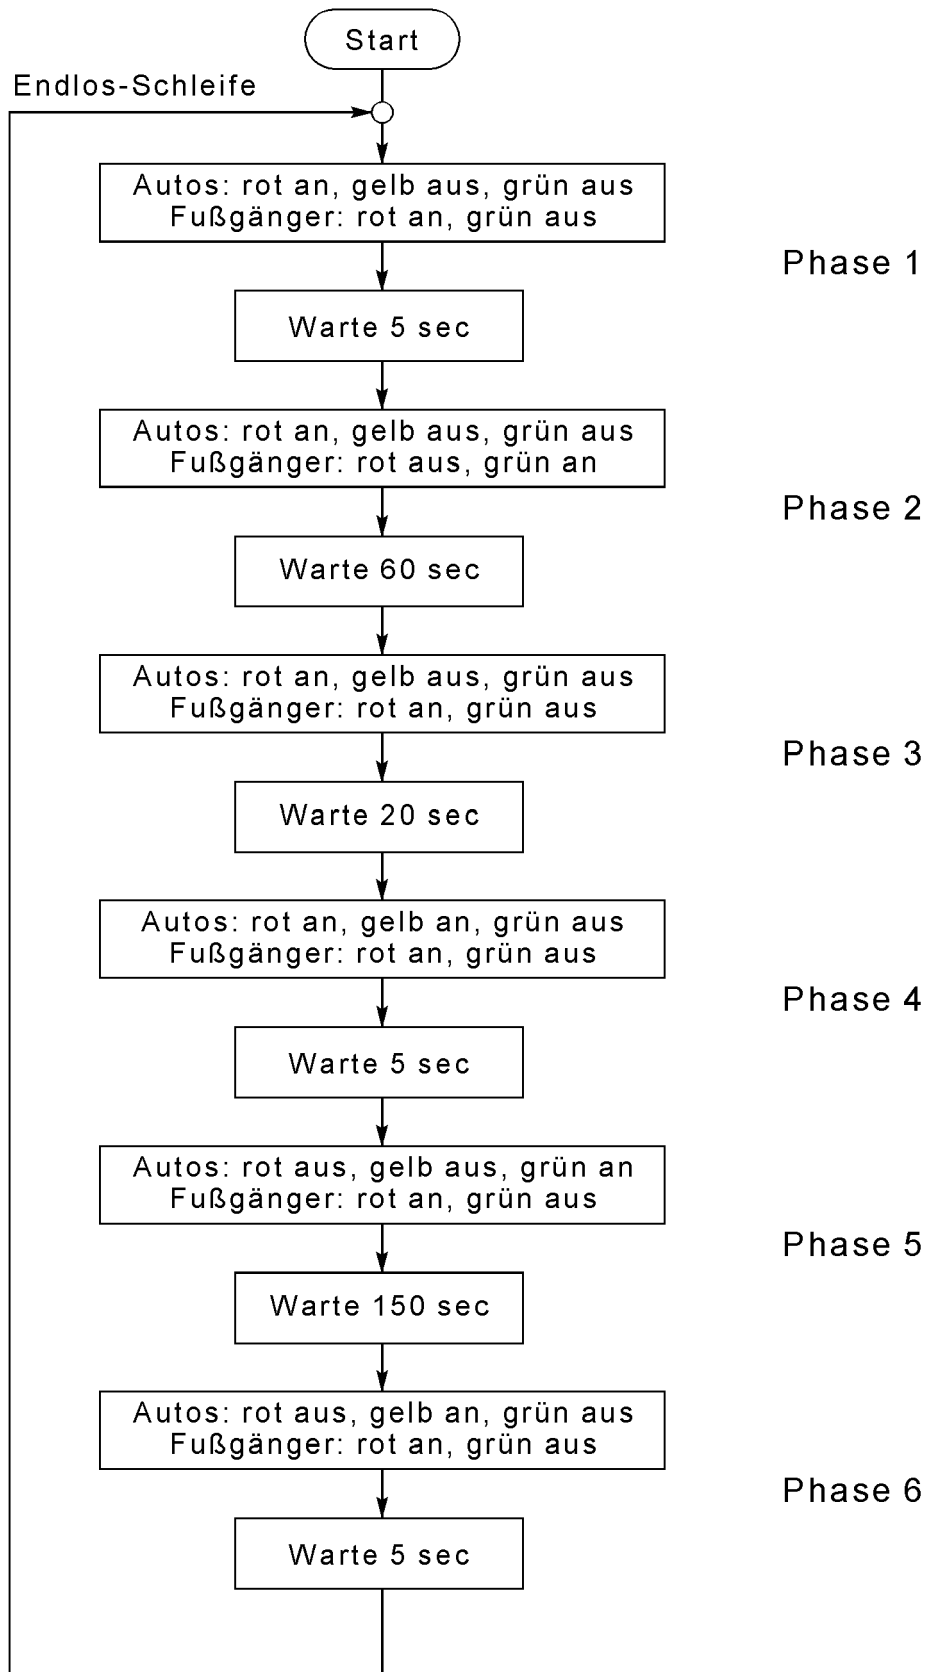 Start
Endlos-Schleife
Autos: rot an, gelb aus, grün aus
Fußgänger: rot an, grün aus
Phase 1
Warte 5 sec
Autos: rot an, gelb aus, grün aus
Fußgänger: rot aus, grün an
Phase 2
Warte 60 sec
Autos: rot an, gelb aus, grün aus
Fußgänger: rot an, grün aus
Phase 3
Warte 20 sec
Autos: rot an, gelb an, grün aus
Fußgänger: rot an, grün aus
Phase 4
Warte 5 sec
Autos: rot aus, gelb aus, grün an
Fußgänger: rot an, grün aus
Phase 5
Warte 150 sec
Autos: rot aus, gelb an, grün aus
Fußgänger: rot an, grün aus
Phase 6
Warte 5 sec